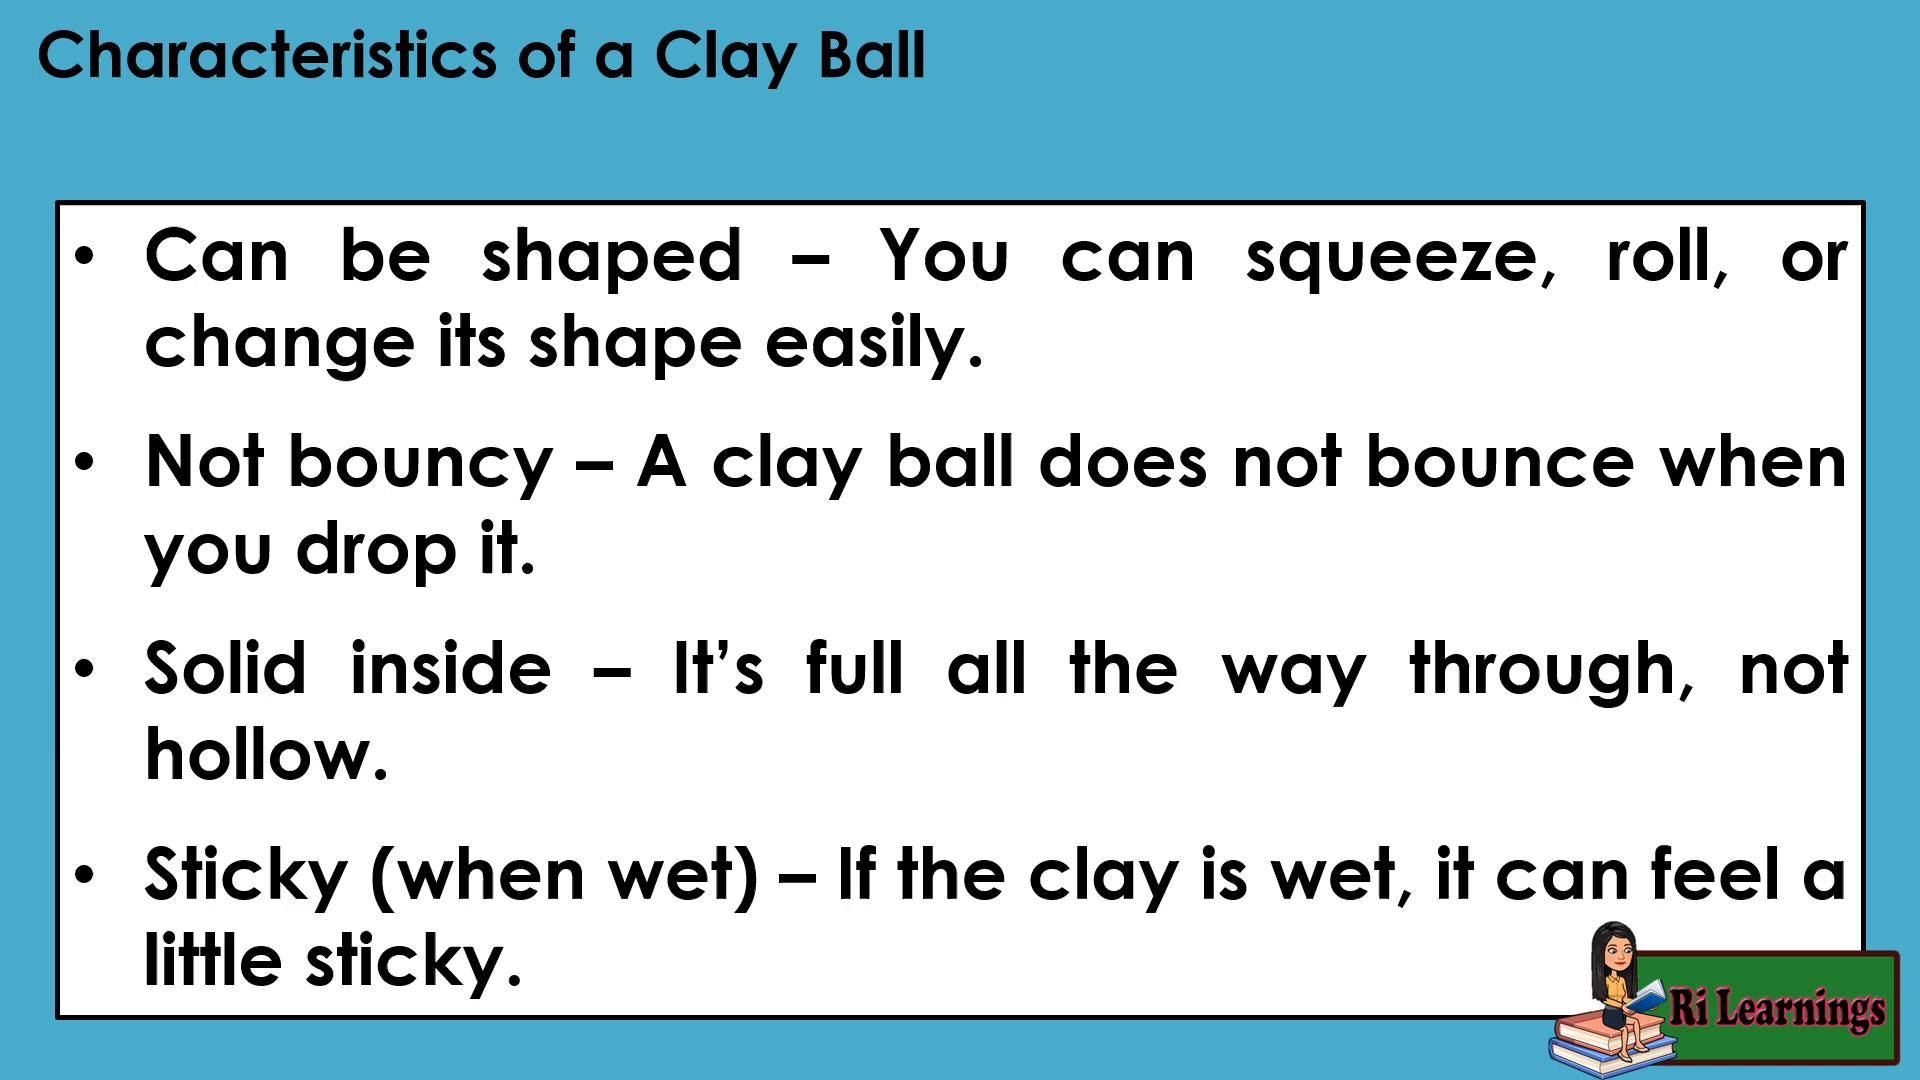 Characteristics of a Clay Ball
• Can be shaped – You can squeeze, roll, or
change its shape easily.
• Not bouncy – A clay ball does not bounce when
you drop it.
• Solid inside – It’s full all the way through, not
hollow.
• Sticky (when wet) – If the clay is wet, it can feel a
little sticky.
Ri Learnings